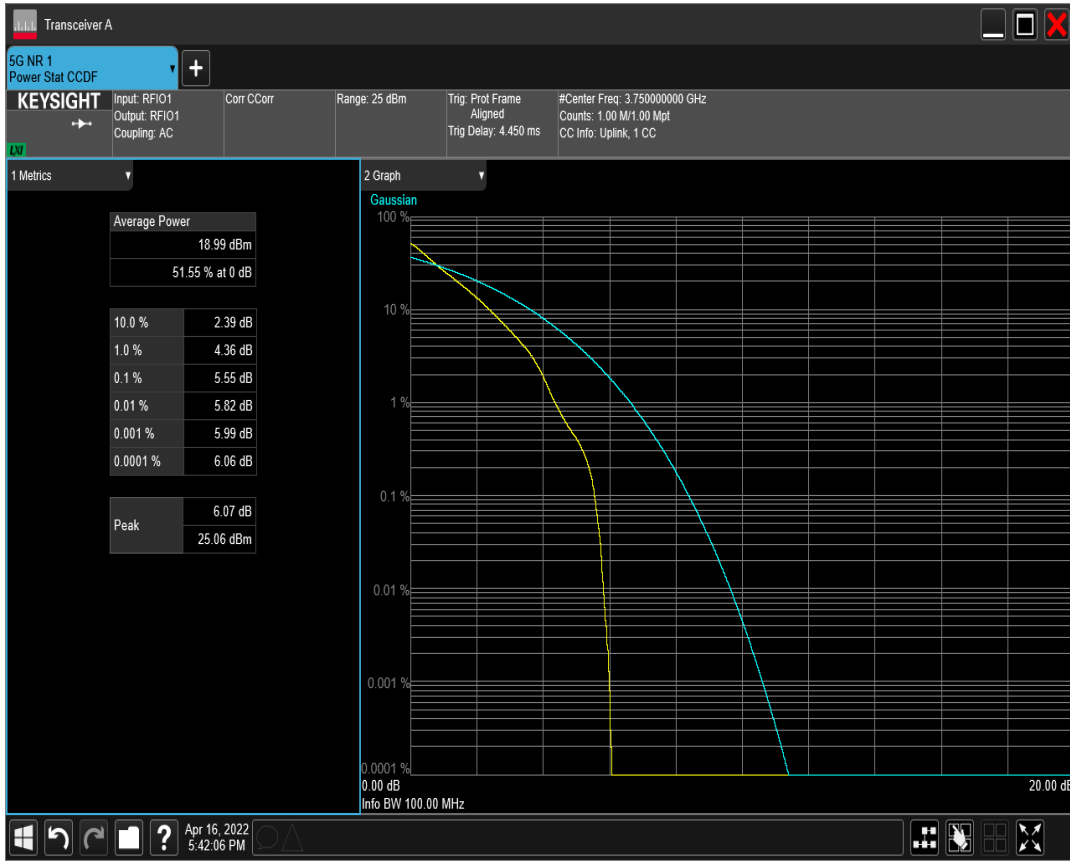 Transceiver A
5G NR 1
Power Stat CCDF
KEYSIGHT
LXI
Input: RFIO1
Output: RFIO1
Coupling: AC
Corr CCorr
Range: 25 dBm
Trig: Prot Frame
Aligned
Trig Delay: 4.450 ms
#Center Freq: 3.750000000 GHz
Counts: 1.00 M/1.00 Mpt
CC Info: Uplink, 1 CC
1 Metrics
Average Power
18.99 dBm
51.55 % at 0 dB
10.0 % 2.39 dB
1.0 % 4.36 dB
0.1 % 5.55 dB
0.01 % 5.82 dB
0.001 % 5.99 dB
0.0001 % 6.06 dB
Peak
6.07 dB
25.06 dBm
2 Graph
Gaussian
100 %
10 %
1 %
0.1 %
0.01 %
0.001 %
0.0001 %
0.00 dB 20.00 dB
Info BW 100.00 MHz
? Apr 16, 2022
5:42:06 PM